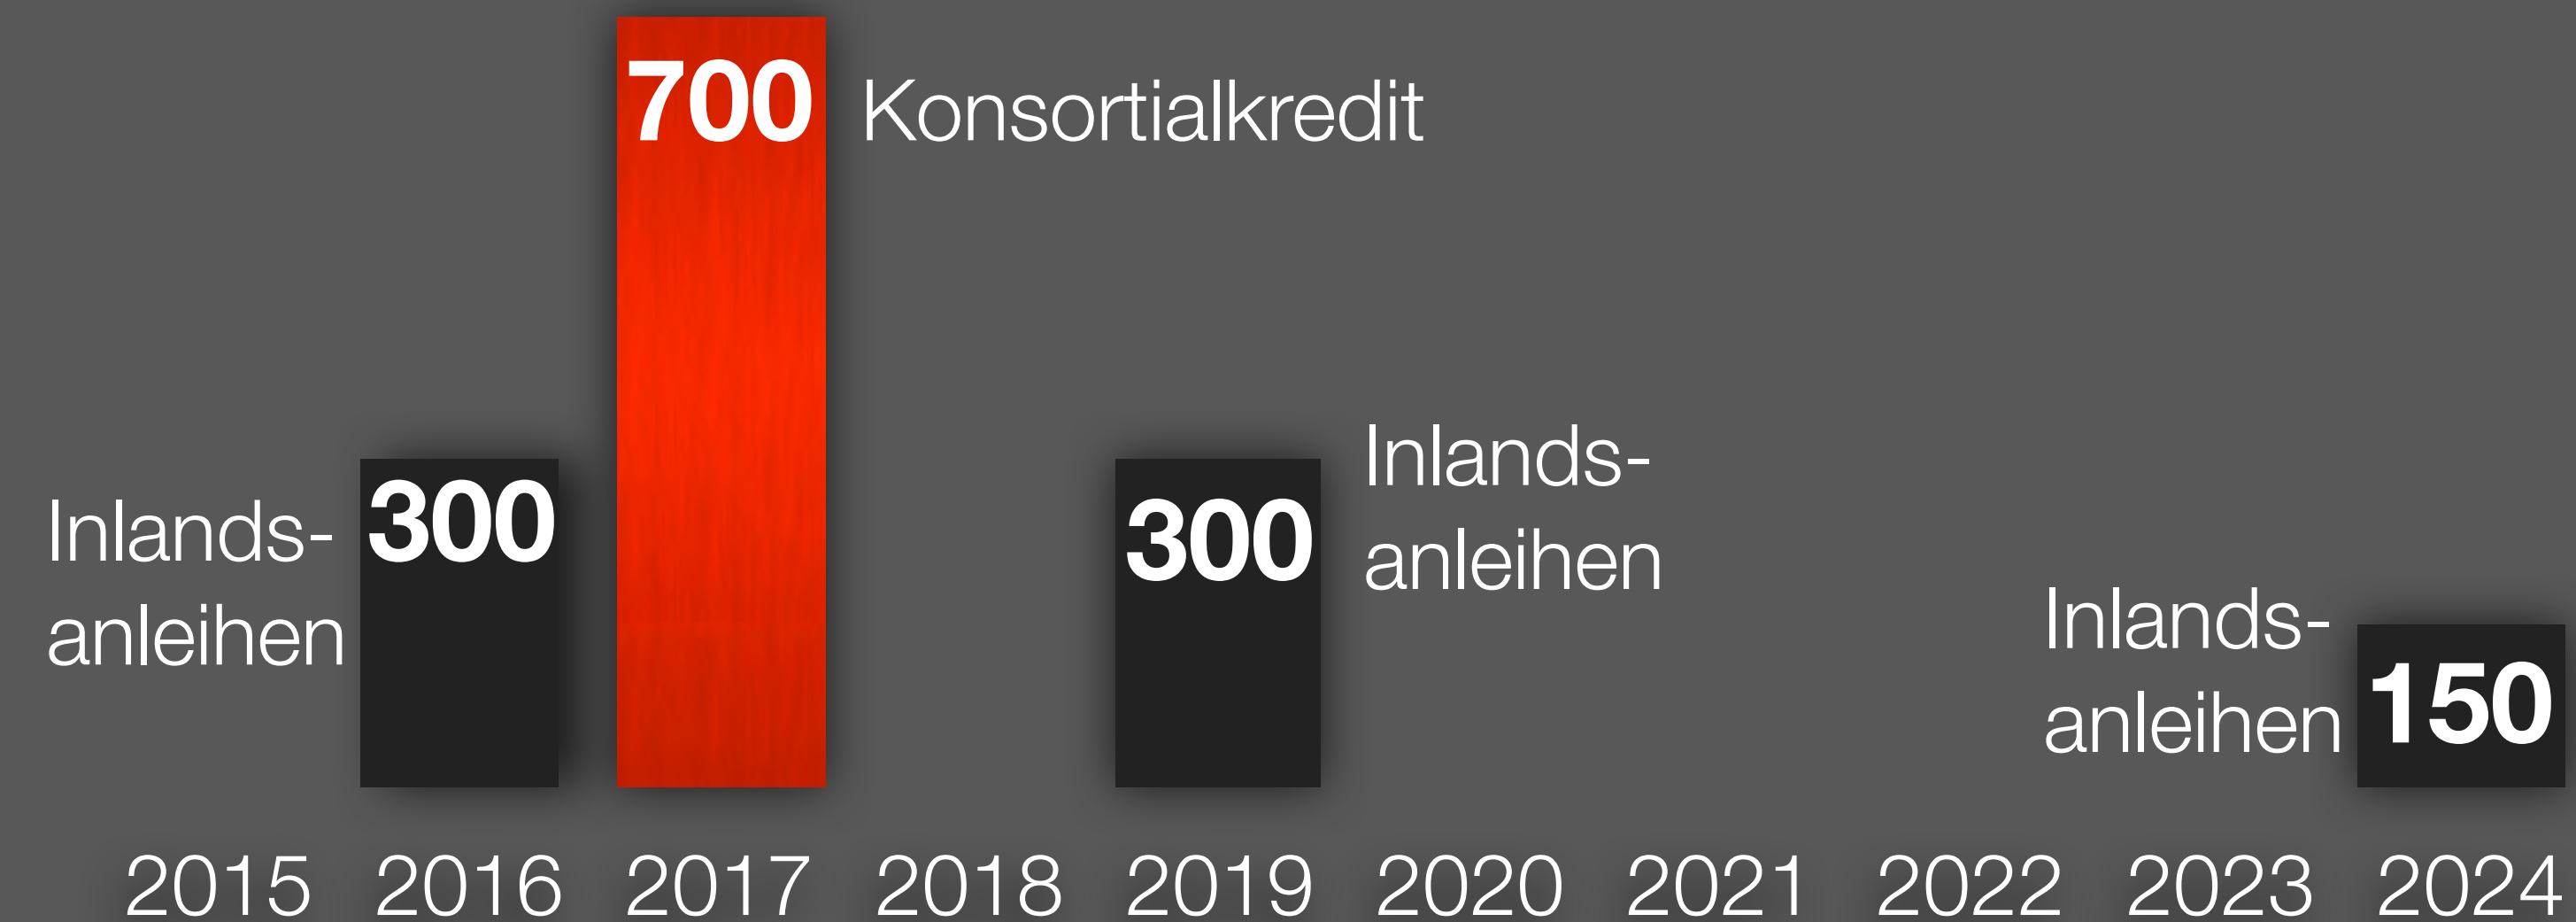 700 Konsortialkredit
Inlands-
anleihen
300
300
Inlands-
anleihen
Inlands-
anleihen
150
2015 2016 2017 2018 2019 2020 2021 2022 2023 2024